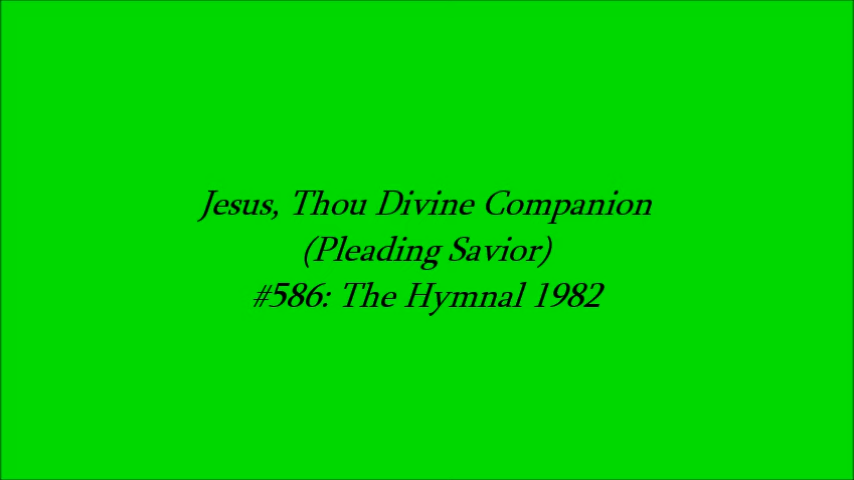 Jesus, Thou Divine Companion
(Pleading Savior)
#586: The Hymnal 1982